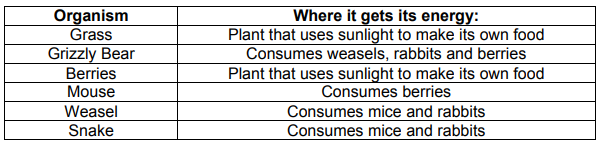 Organism Where it gets its energy:
Grass Plant that uses sunlight to make its own food
Grizzly Bear Consumes weasels, rabbits and berries
Berries Plant that uses sunlight to make its own food
Mouse Consumes berries
Weasel Consumes mice and rabbits
Snake Consumes mice and rabbits